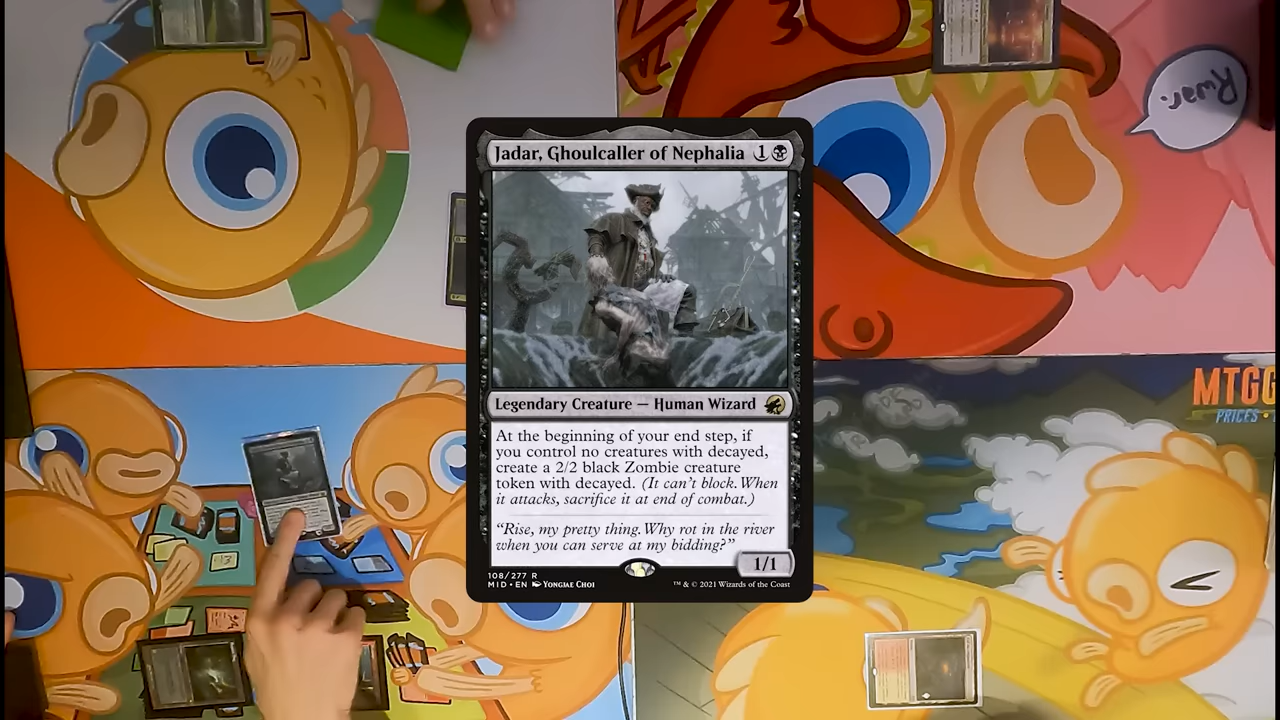 Rwar.
Jadar, Ghoulcaller of Nephalia 1
Legendary Creature — Human Wizard
At the beginning of your end step, if
you control no creatures with decayed,
create a 2/2 black Zombie creature
token with decayed. (It can't block. When
it attacks, sacrifice it at end of combat.)
"Rise, my pretty thing. Why rot in the river
when you can serve at my bidding?"
1/1
108/277 R
MID • EN Yongjae Choi
™ & © 2021 Wizards of the Coast
MTGG
PRICES •